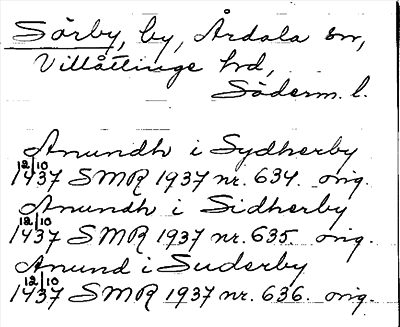 Sörby, by, Årdala sn,
Villåttinge hd,
Söderm. l.
Anundh i Sydherby
12/10 1437 SMR 1937 nr. 634. orig.
Anundh i Sidherby
12/10 1437 SMR 1937 nr. 635. orig.
Anund i Suderby
12/10 1437 SMR 1937 nr. 636. orig.